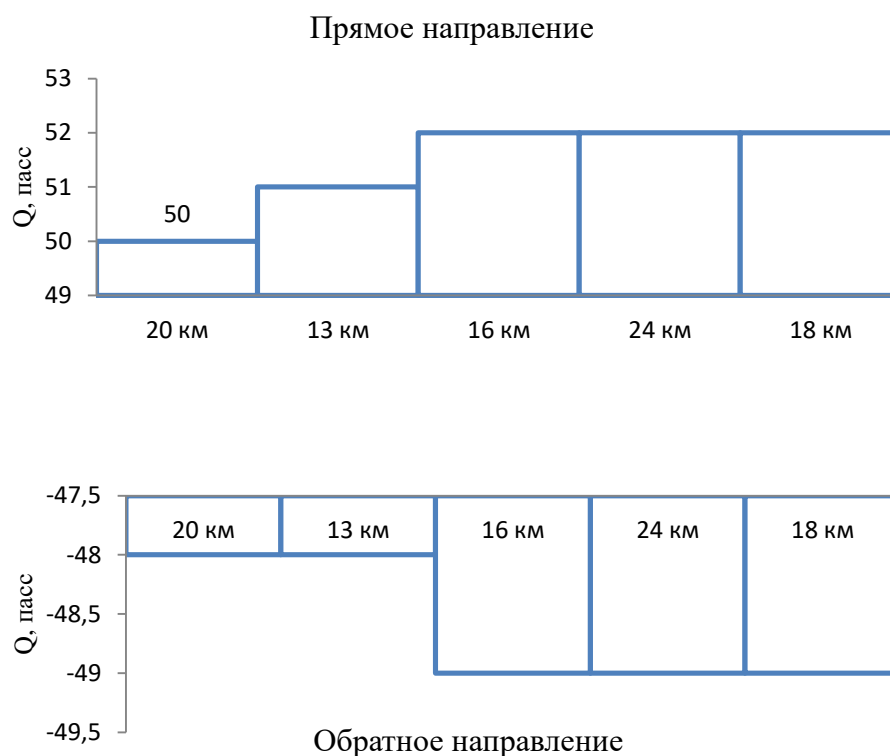 Прямое направление
53
52
51
50
49
Q, пасс
50
20 км 13 км 16 км 24 км 18 км
-47,5
-48
-48,5
-49
-49,5
Q, пасс
20 км 13 км 16 км 24 км 18 км
Обратное направление